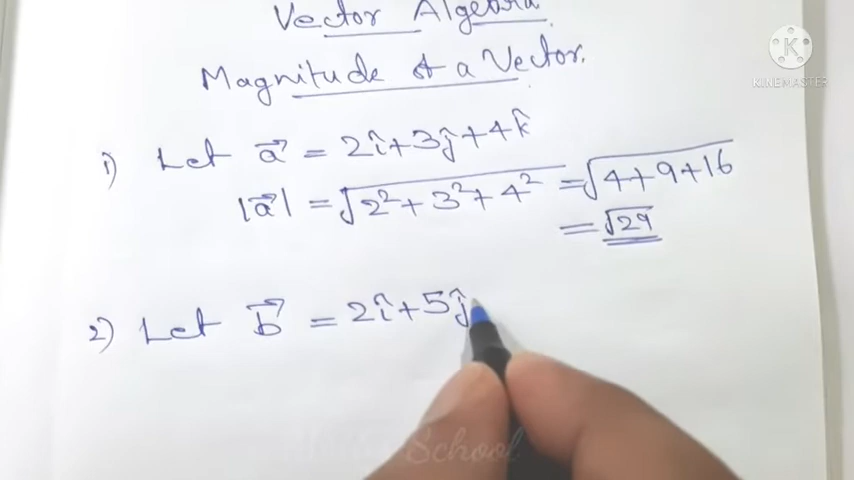 Vector Algebra
Magnitude of a Vector.
KINEMASTER
1) Let a⃗ = 2î+3ĵ+4k̂
|a⃗| = √2²+3²+4² = √4+9+16
= √29
2) Let b⃗ = 2î+5ĵ
School